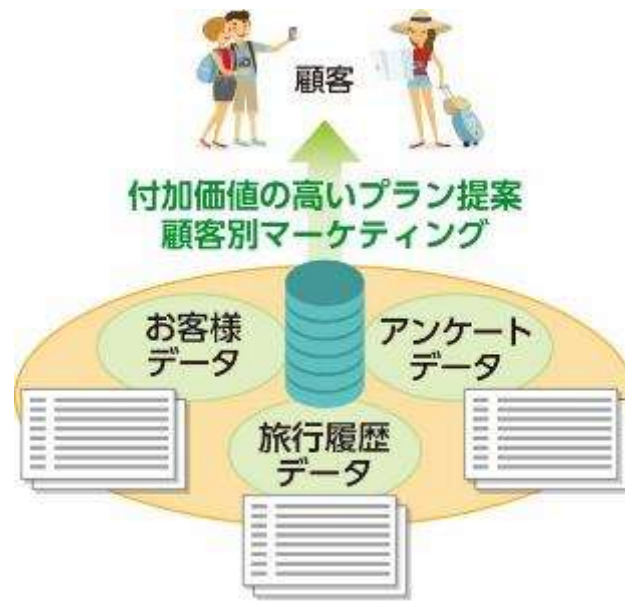 顧客
付加価値の高いプラン提案
顧客別マーケティング
お客様
データ
アンケート
データ
旅行履歴
データ